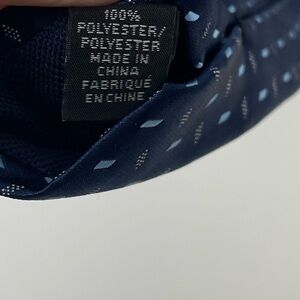 100%
POLYESTER/
POLYESTER
MADE IN
CHINA
FABRIQUÉ
EN CHINE